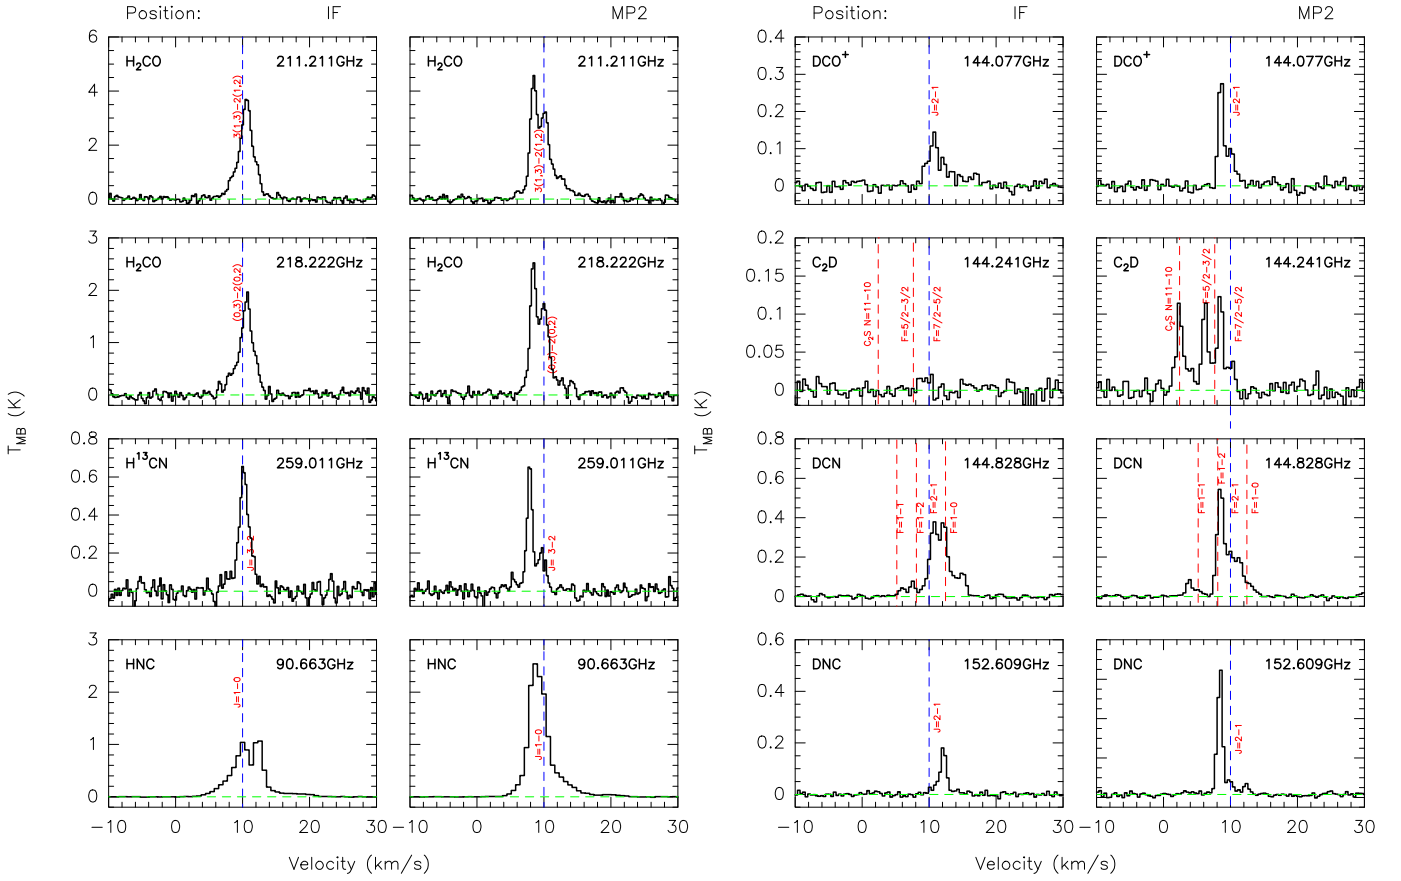 Position: IF MP2 Position: IF MP2
H₂CO 211.211GHz H₂CO 211.211GHz DCO⁺ 144.077GHz DCO⁺ 144.077GHz
3(1,3)−2(1,2) 3(1,3)−2(1,2) J=2−1 J=2−1
6 4 2 0
0.4 0.3 0.2 0.1 0
H₂CO 218.222GHz H₂CO 218.222GHz C₂D 144.241GHz C₂D 144.241GHz
(0,3)−2(0,2) (0,3)−2(0,2) C₂S N=11−10 F=5/2−3/2 F=7/2−5/2 C₂S N=11−10 F=5/2−3/2 F=7/2−5/2
3 2 1 0
0.2 0.15 0.1 0.05 0
H¹³CN 259.011GHz H¹³CN 259.011GHz DCN 144.828GHz DCN 144.828GHz
J= 3−2 J= 3−2 F=1−1 F=1−2 F=2−1 F=1−0 F=1−1 F=1−2 F=2−1 F=1−0
0.8 0.6 0.4 0.2 0
0.8 0.6 0.4 0.2 0
HNC 90.663GHz HNC 90.663GHz DNC 152.609GHz DNC 152.609GHz
J=1−0 J=1−0 J=2−1 J=2−1
3 2 1 0
0.6 0.4 0.2 0
−10 0 10 20 30 −10 0 10 20 30 −10 0 10 20 30 −10 0 10 20 30
Velocity (km/s) Velocity (km/s) Velocity (km/s) Velocity (km/s)
T_MB (K)
T_MB (K)